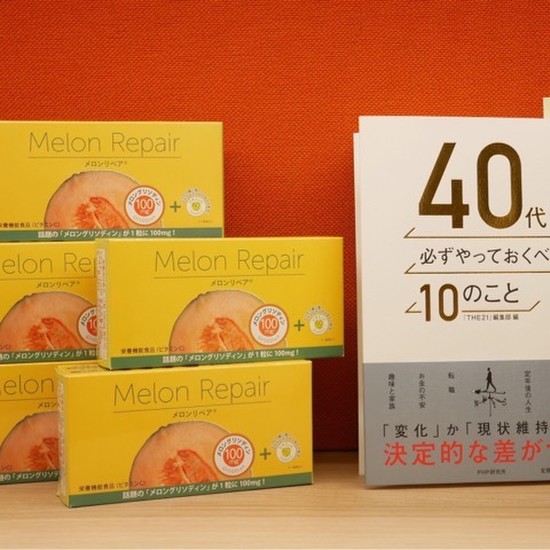 Melon Repair
メロンリペア®
メロングリソディン
100
+
栄養機能食品(ビタミンC)
話題の「メロングリソディン」が1粒に100mg!
Melon Repair
メロンリペア®
メロングリソディン
100
+
栄養機能食品(ビタミンC)
話題の「メロングリソディン」が1粒に100mg!
Melon Repair
メロンリペア®
メロングリソディン
100
+
栄養機能食品(ビタミンC)
話題の「メロングリソディン」が1粒に100mg!
40代
必ずやっておくべ
10のこと
「THE21」編集部 編
定年後の人生
転職
お金の不安
趣味と家族
「変化」か「現状維持
決定的な差が
PHP研究所